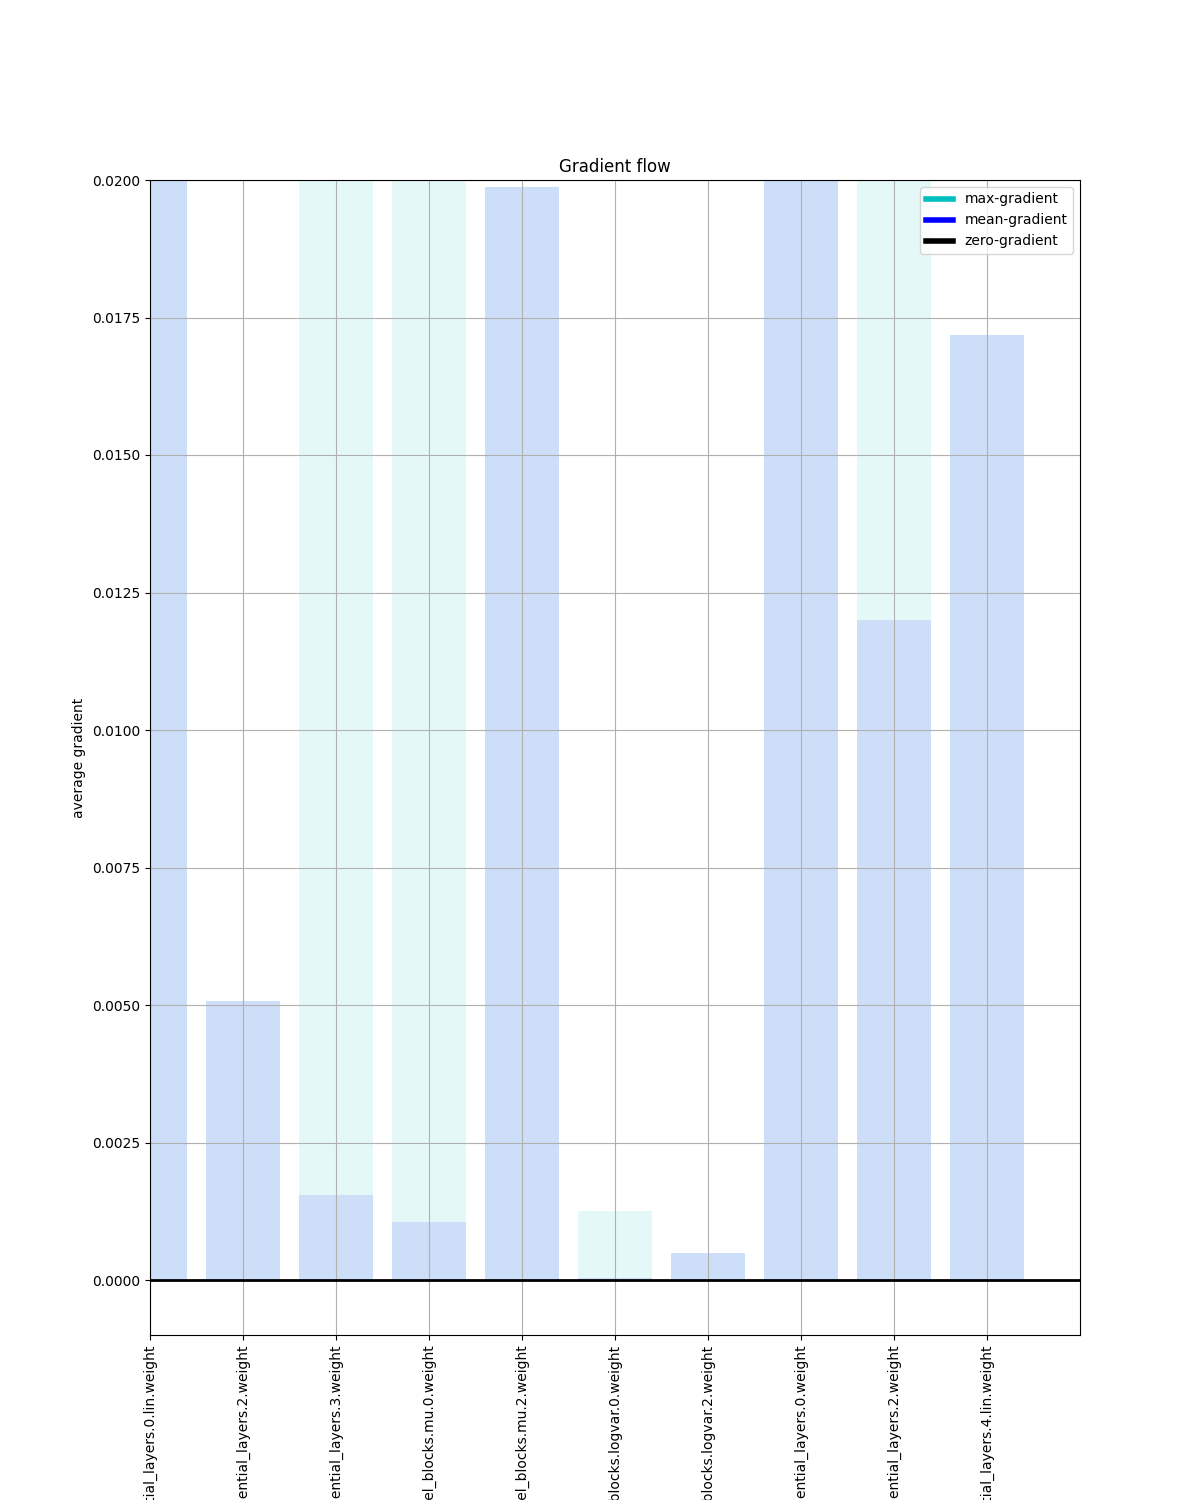 Gradient flow
max-gradient
mean-gradient
zero-gradient
0.0200
0.0175
0.0150
0.0125
0.0100
0.0075
0.0050
0.0025
0.0000
average gradient
tial_layers.0.lin.weight
ential_layers.2.weight
ential_layers.3.weight
el_blocks.mu.0.weight
el_blocks.mu.2.weight
blocks.logvar.0.weight
blocks.logvar.2.weight
ential_layers.0.weight
ential_layers.2.weight
tial_layers.4.lin.weight